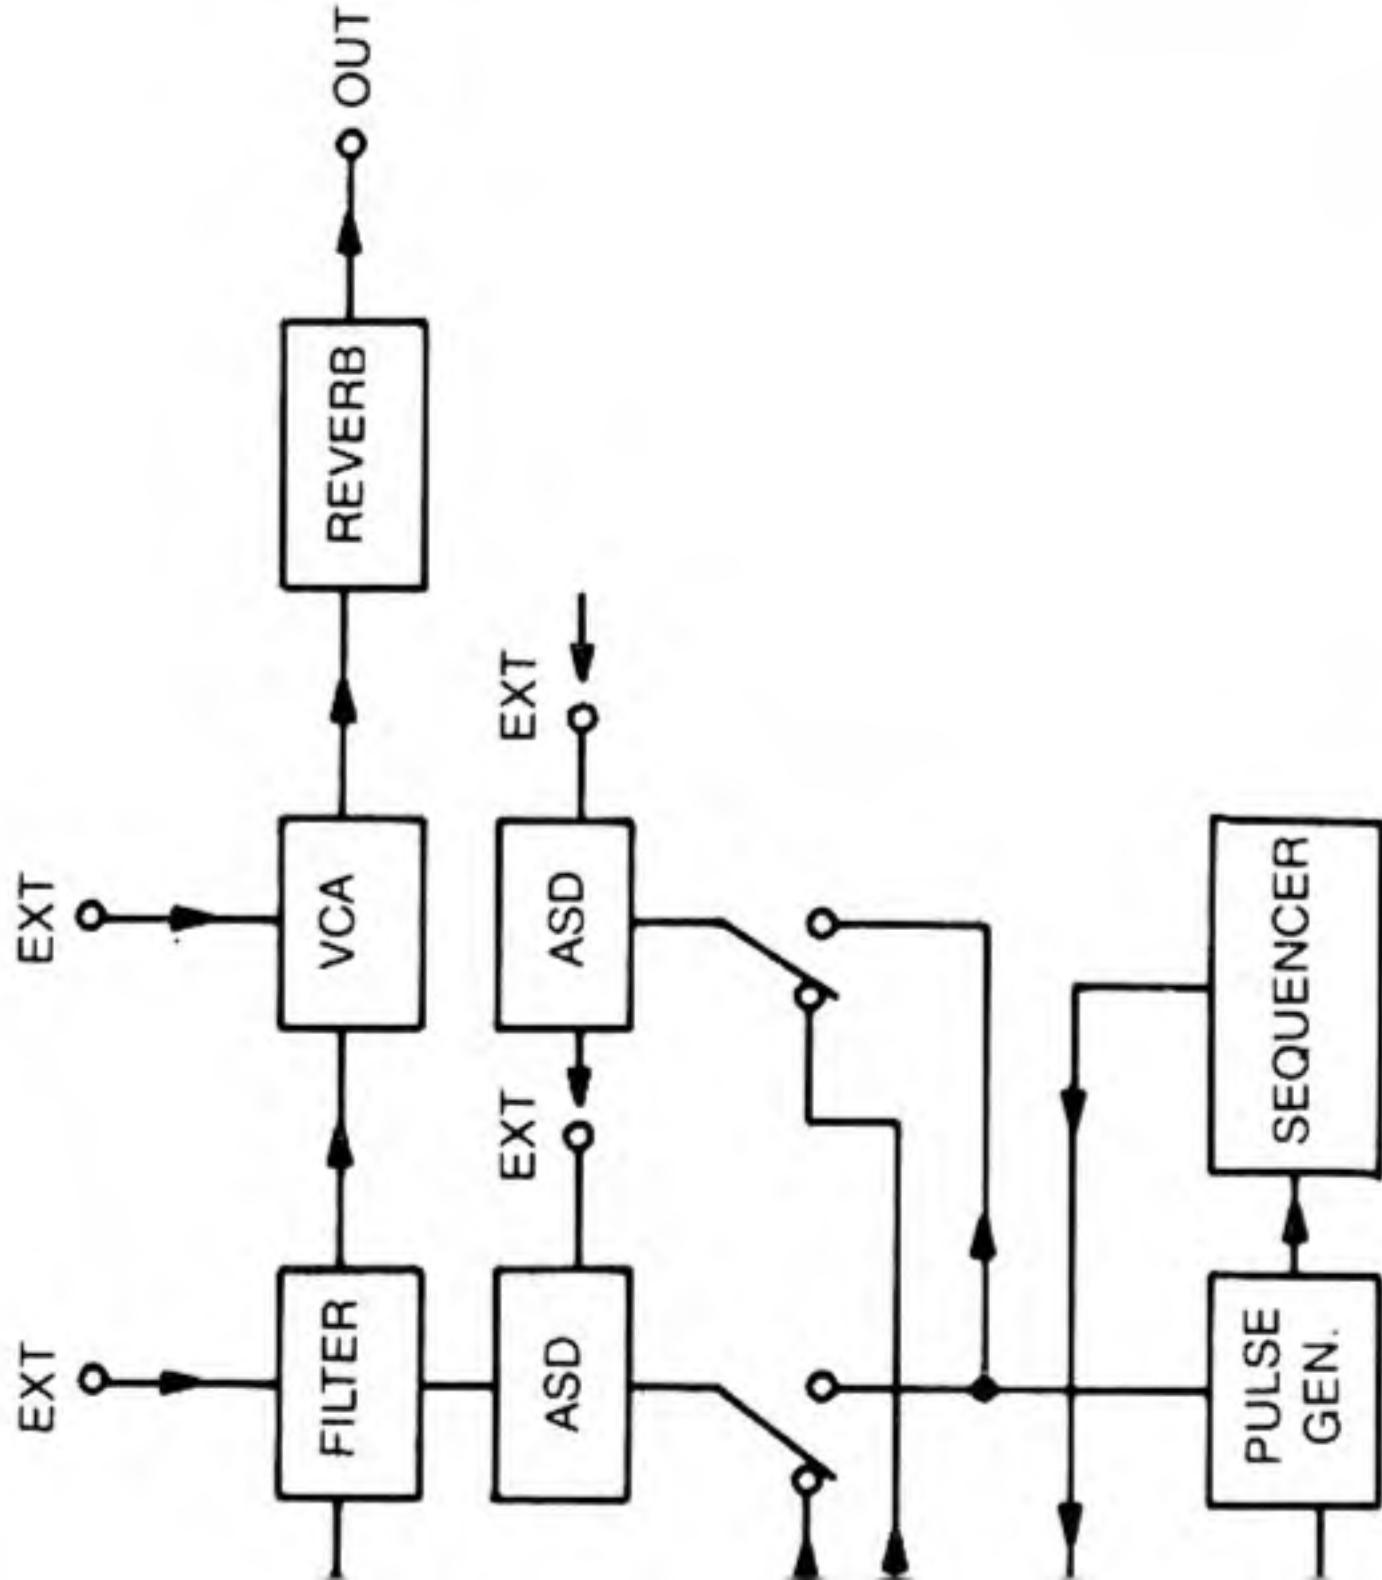 EXT
EXT
FILTER
VCA
REVERB
OUT
ASD
EXT
ASD
EXT
PULSE
GEN.
SEQUENCER